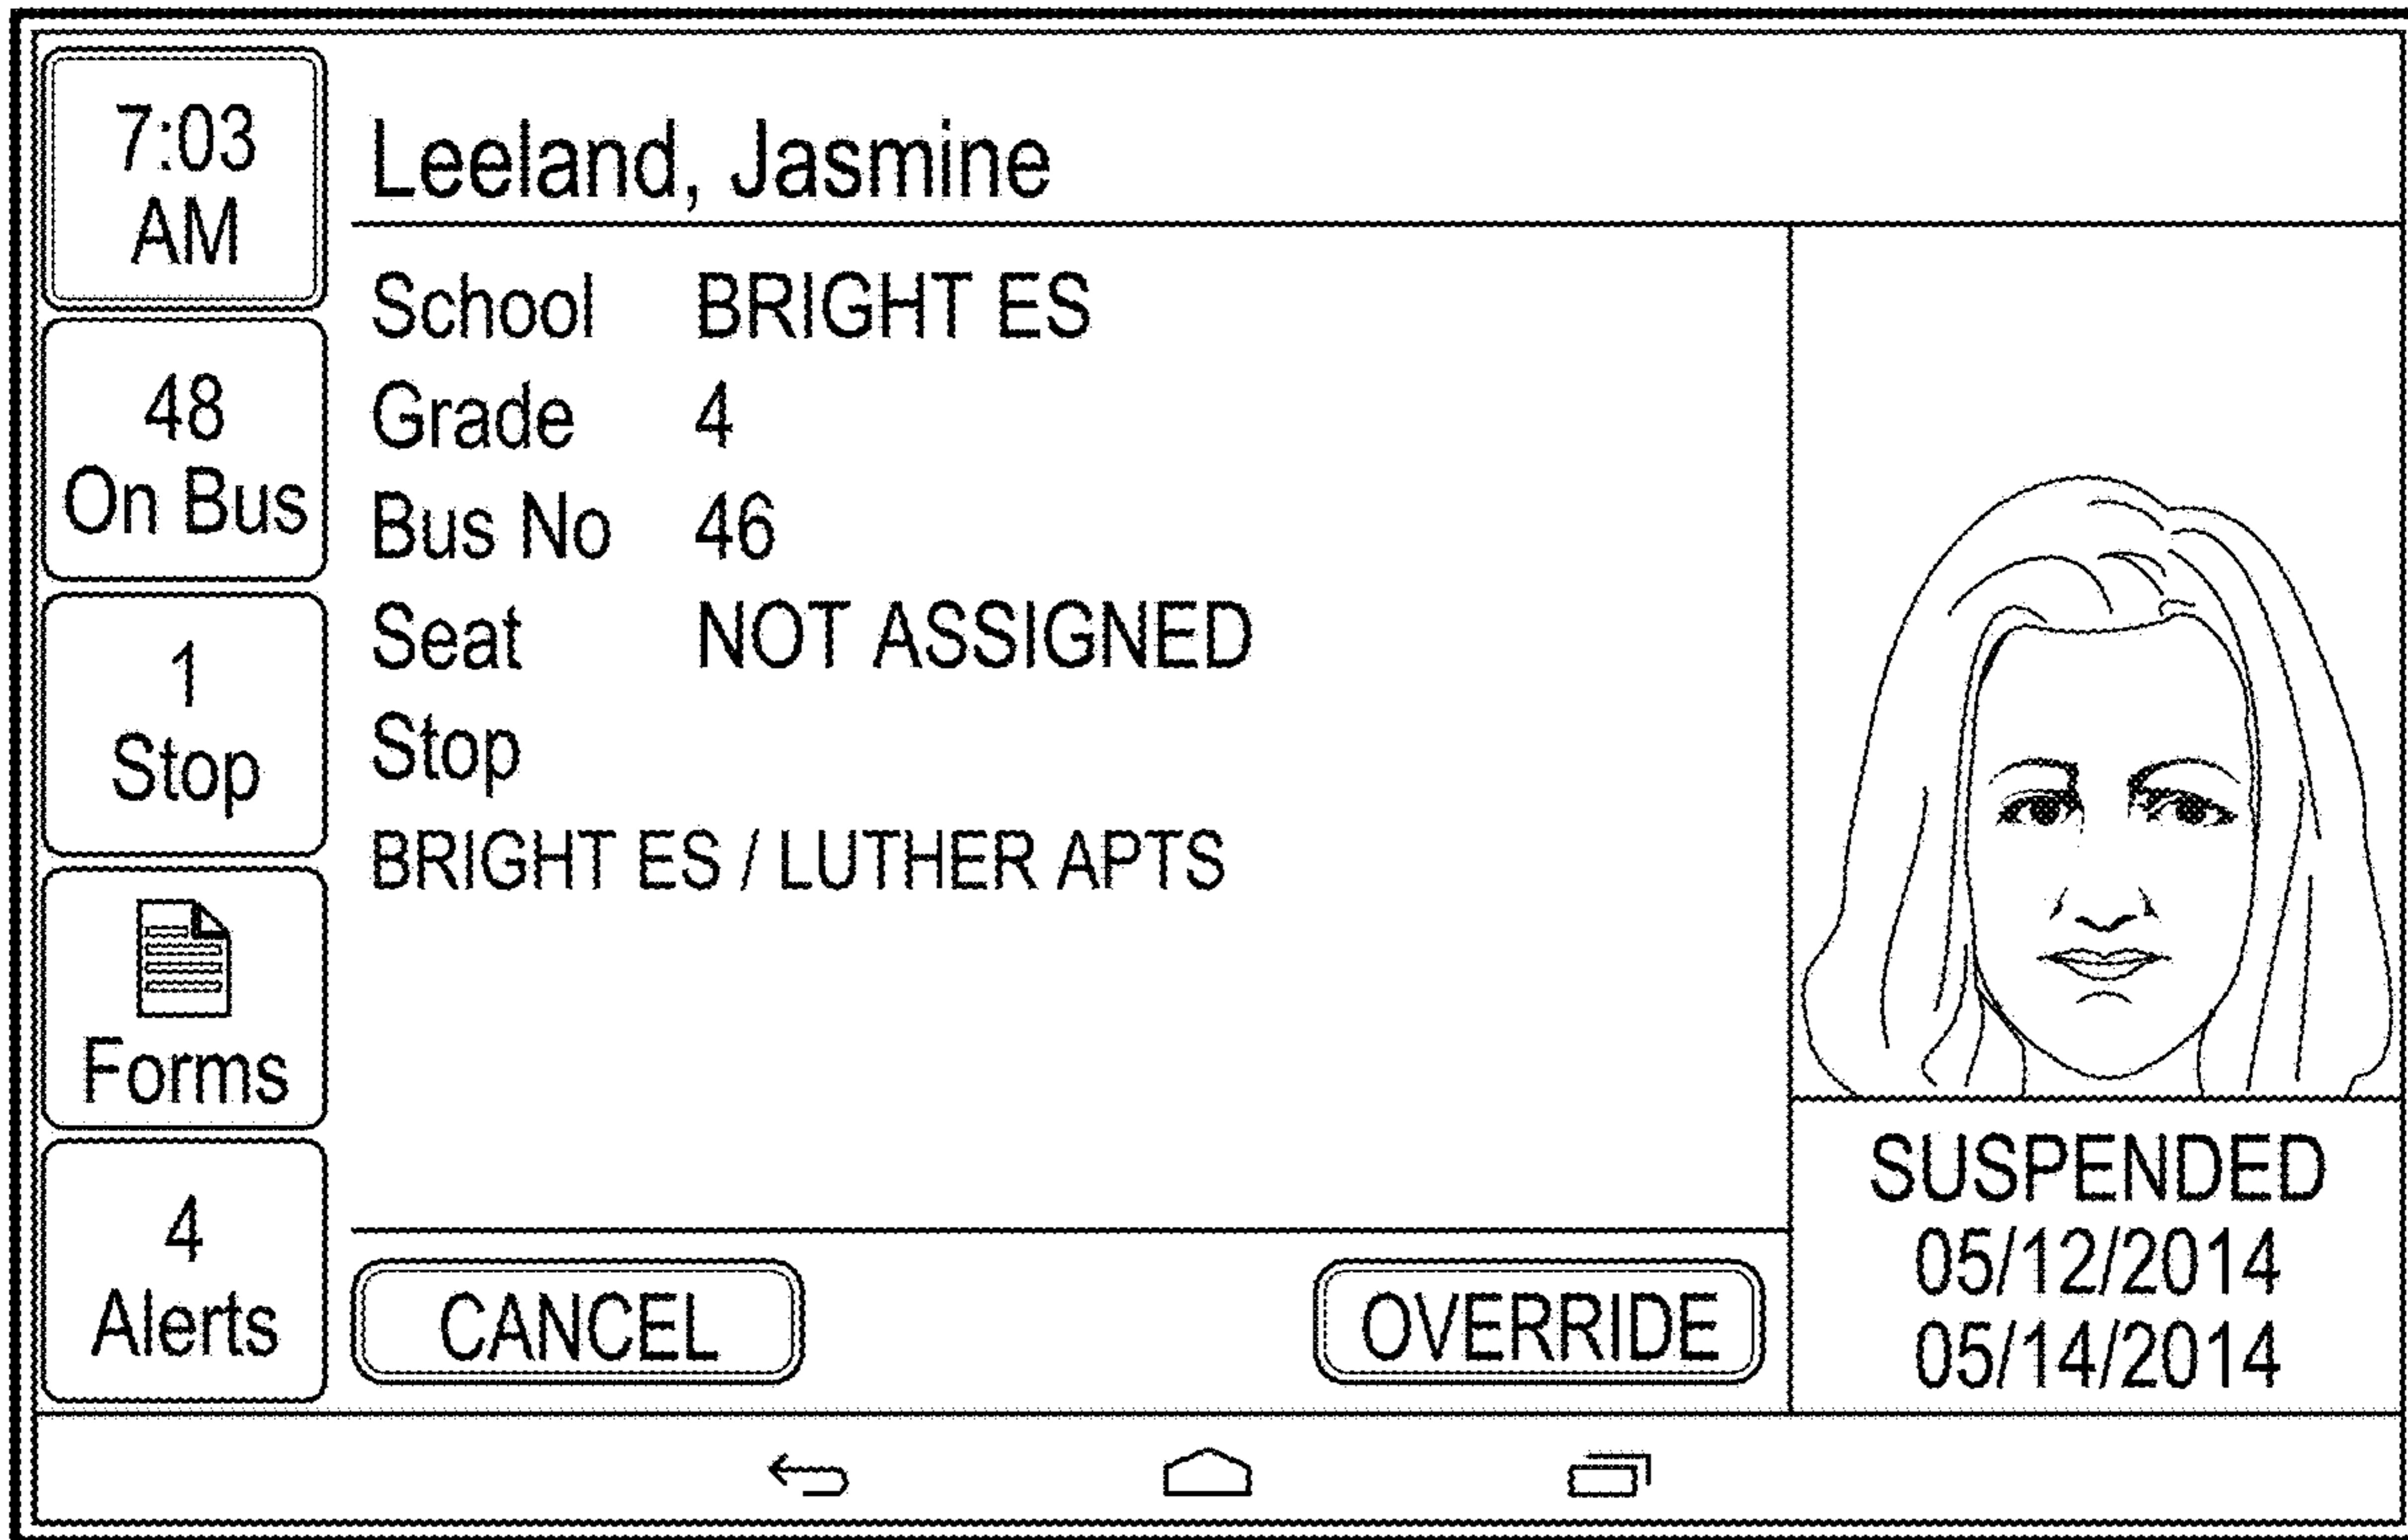 7:03
AM
48
On Bus
1
Stop
Forms
4
Alerts
Leeland, Jasmine
School BRIGHT ES
Grade 4
Bus No 46
Seat NOT ASSIGNED
Stop
BRIGHT ES / LUTHER APTS
CANCEL OVERRIDE
SUSPENDED
05/12/2014
05/14/2014